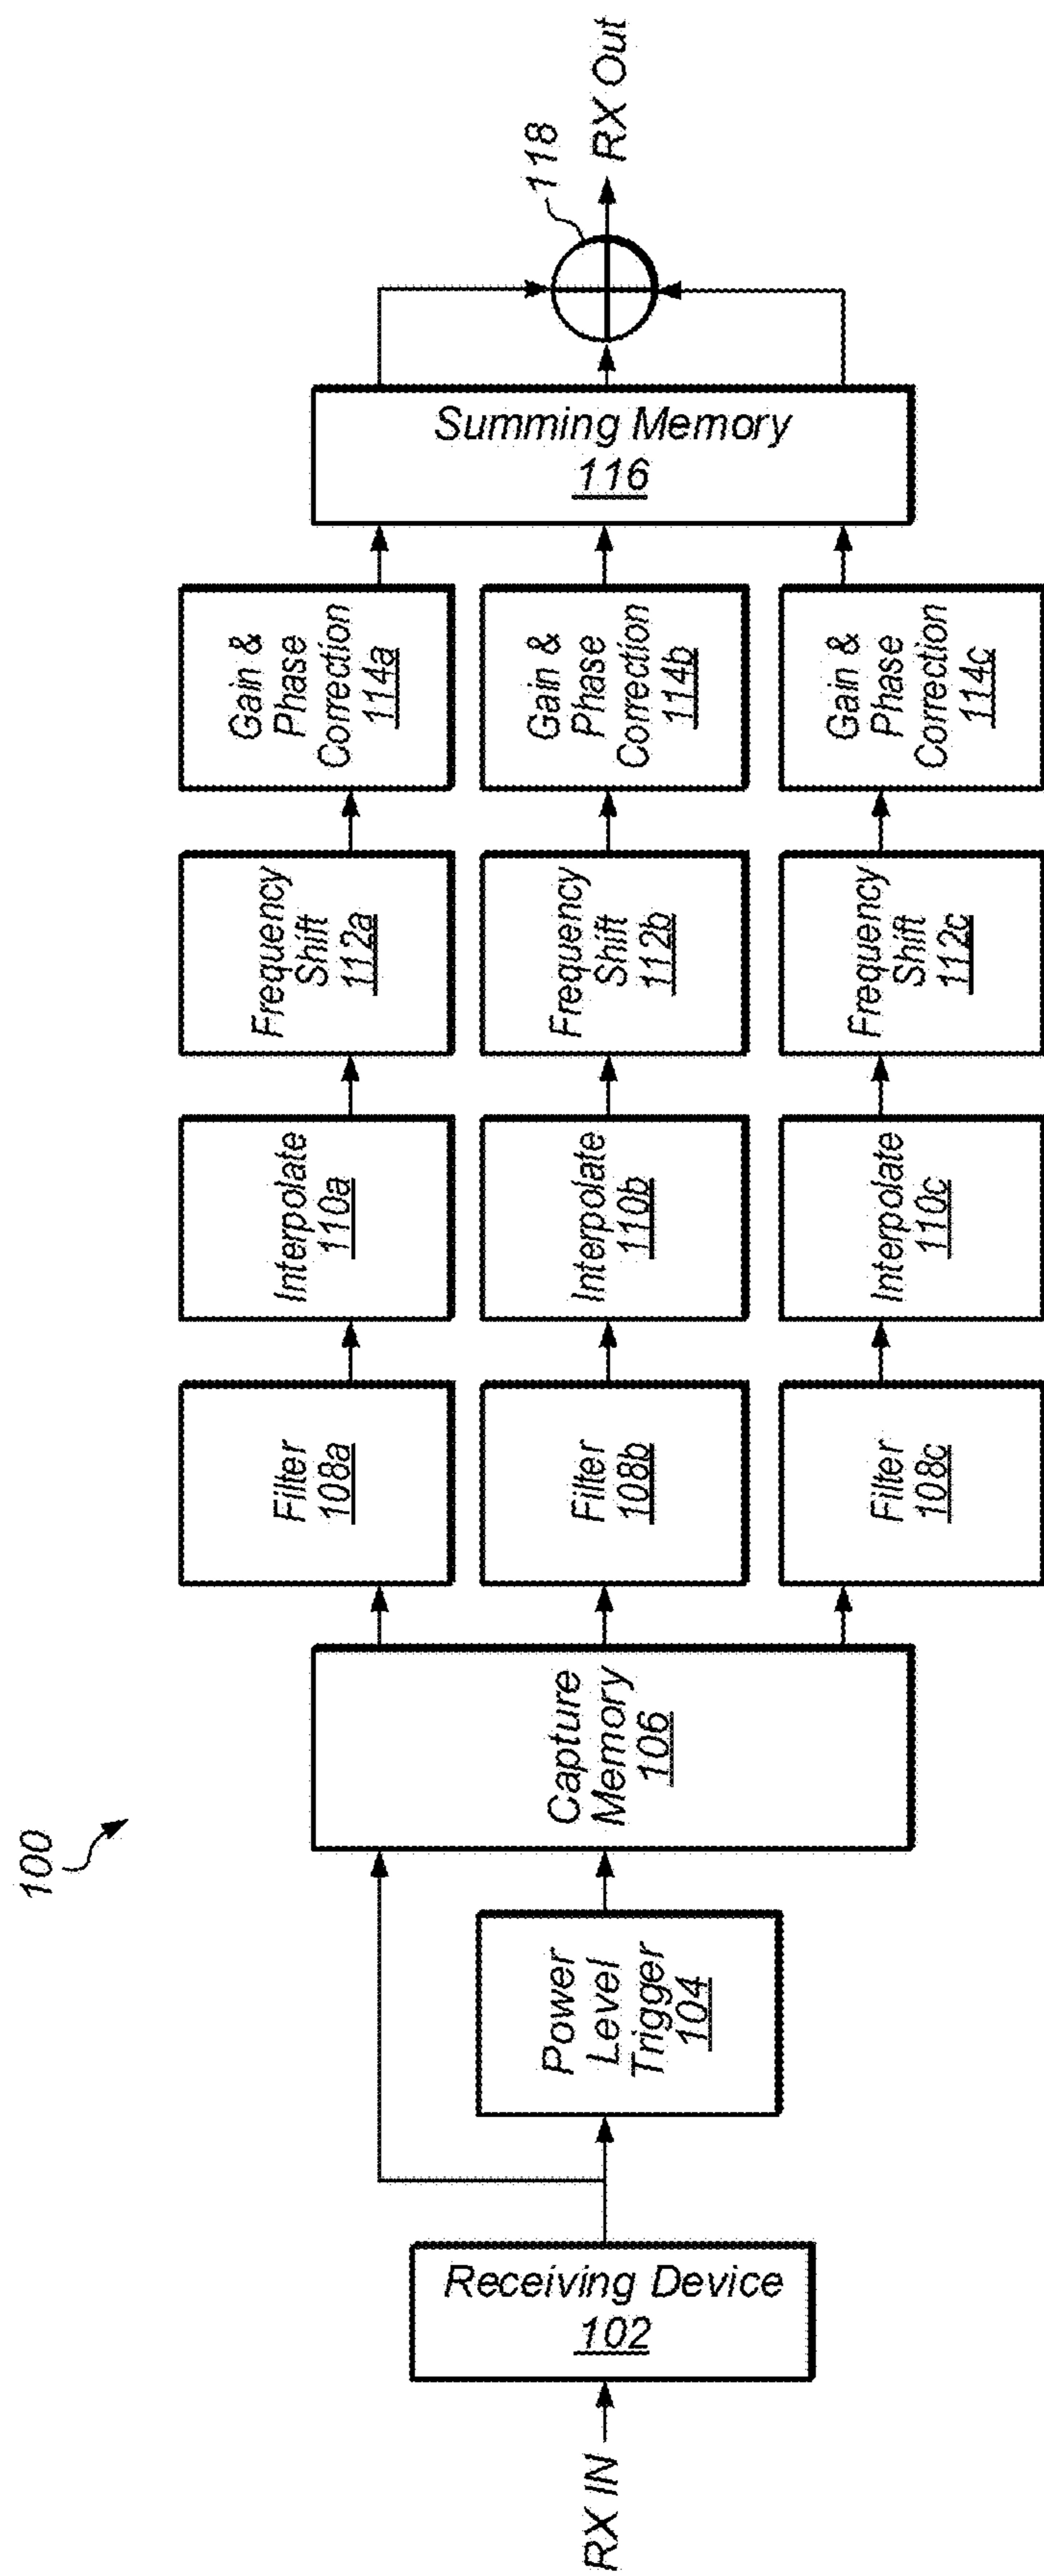 100
RX IN
Receiving Device
102
Power
Level
Trigger
104
Capture
Memory
106
Filter
108a
Interpolate
110a
Frequency
Shift
112a
Gain &
Phase
Correction
114a
Filter
108b
Interpolate
110b
Frequency
Shift
112b
Gain &
Phase
Correction
114b
Filter
108c
Interpolate
110c
Frequency
Shift
112c
Gain &
Phase
Correction
114c
Summing Memory
116
118
RX Out